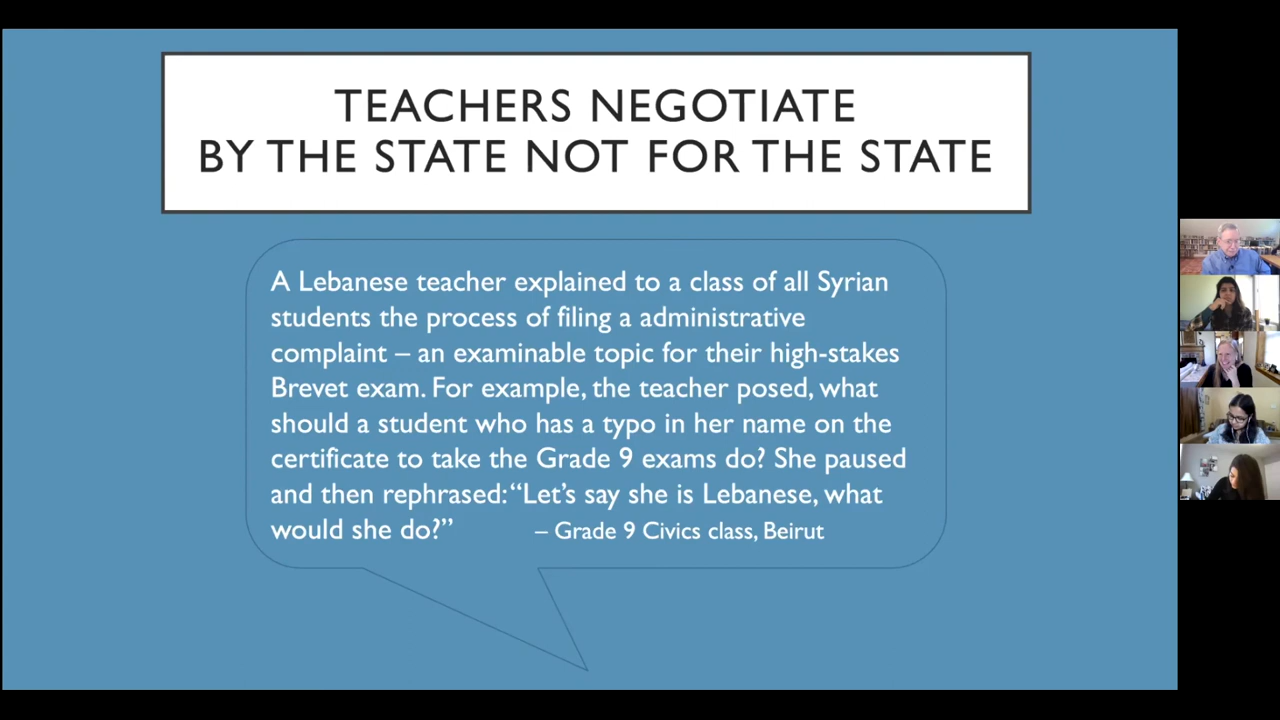 TEACHERS NEGOTIATE
BY THE STATE NOT FOR THE STATE
A Lebanese teacher explained to a class of all Syrian
students the process of filing a administrative
complaint – an examinable topic for their high-stakes
Brevet exam. For example, the teacher posed, what
should a student who has a typo in her name on the
certificate to take the Grade 9 exams do? She paused
and then rephrased: “Let’s say she is Lebanese, what
would she do?” – Grade 9 Civics class, Beirut